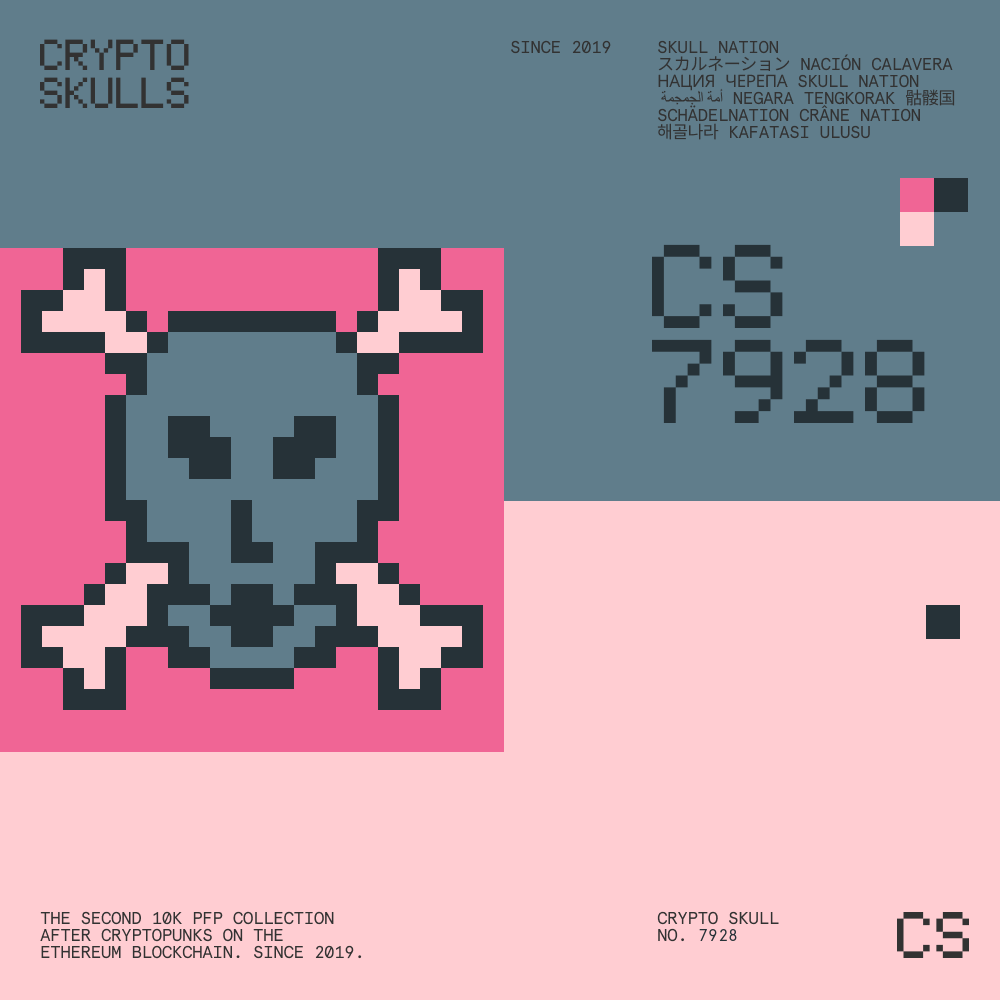 CRYPTO
SKULLS
SINCE 2019
SKULL NATION
スカルネーション NACIÓN CALAVERA
НАЦИЯ ЧЕРЕПА SKULL NATION
أمة الجمجمة NEGARA TENGKORAK 骷髅国
SCHÄDELNATION CRÂNE NATION
해골나라 KAFATASI ULUSU
CS
7928
THE SECOND 10K PFP COLLECTION
AFTER CRYPTOPUNKS ON THE
ETHEREUM BLOCKCHAIN. SINCE 2019.
CRYPTO SKULL
NO. 7928
CS